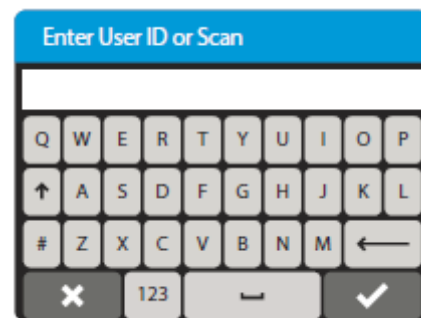 Enter User ID or Scan
Q W E R T Y U I O P
A S D F G H J K L
# Z X C V B N M
123